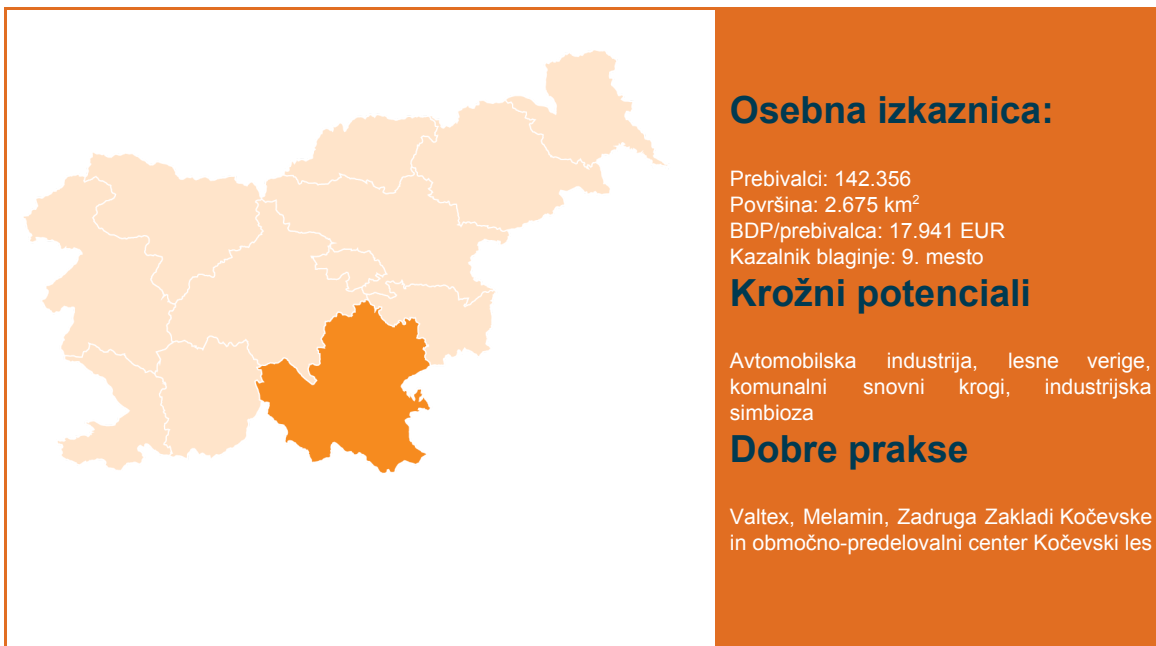 Osebna izkaznica:
Prebivalci: 142.356
Površina: 2.675 km²
BDP/prebivalca: 17.941 EUR
Kazalnik blaginje: 9. mesto
Krožni potenciali
Avtomobilska industrija, lesne verige,
komunalni snovni krogi, industrijska
simbioza
Dobre prakse
Valtex, Melamin, Zadruga Zakladi Kočevske
in območno-predelovalni center Kočevski les